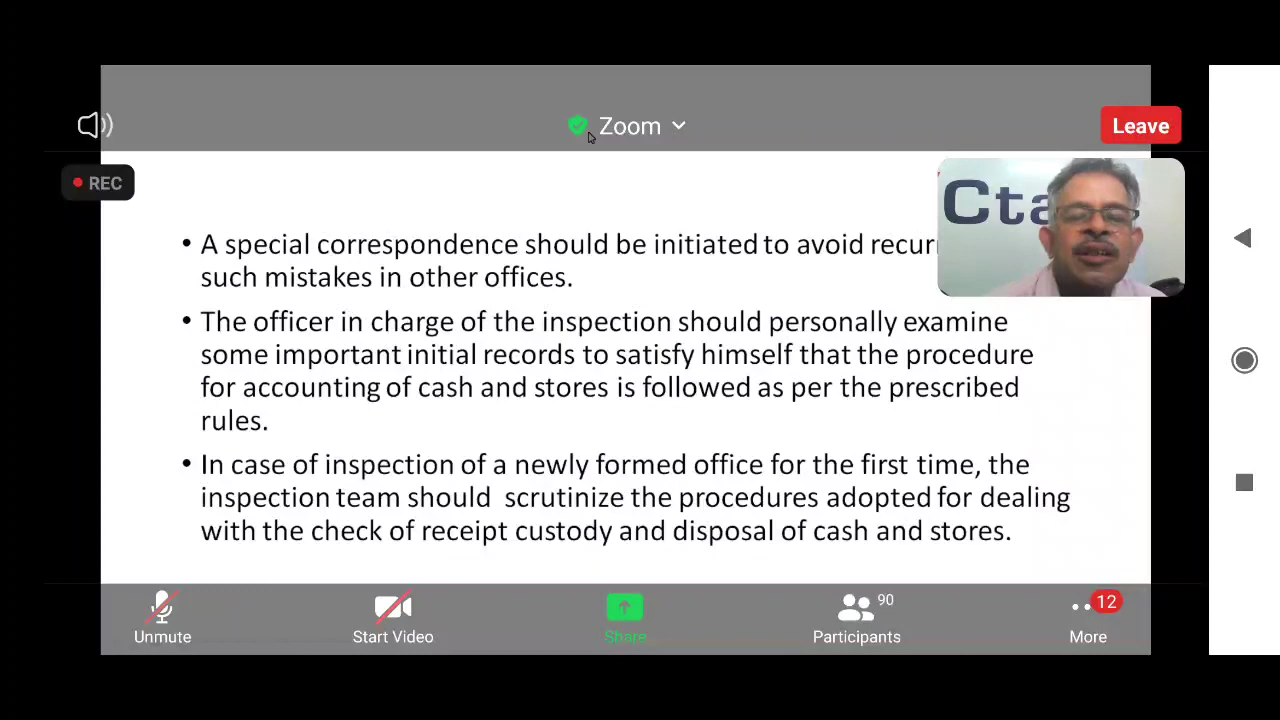 Zoom
Leave
REC
Cta
• A special correspondence should be initiated to avoid
such mistakes in other offices.
• The officer in charge of the inspection should personally examine
some important initial records to satisfy himself that the procedure
for accounting of cash and stores is followed as per the prescribed
rules.
• In case of inspection of a newly formed office for the first time, the
inspection team should scrutinize the procedures adopted for dealing
with the check of receipt custody and disposal of cash and stores.
Unmute
Start Video
Share
90
Participants
12
More